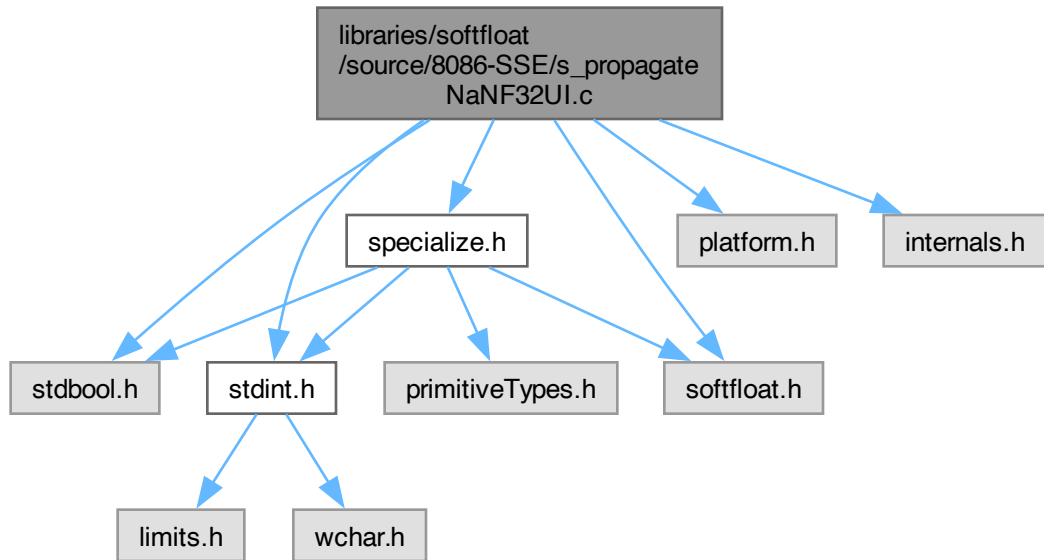 libraries/softfloat
/source/8086-SSE/s_propagate
NaNF32UI.c
specialize.h
platform.h
internals.h
stdbool.h
stdint.h
primitiveTypes.h
softfloat.h
limits.h
wchar.h